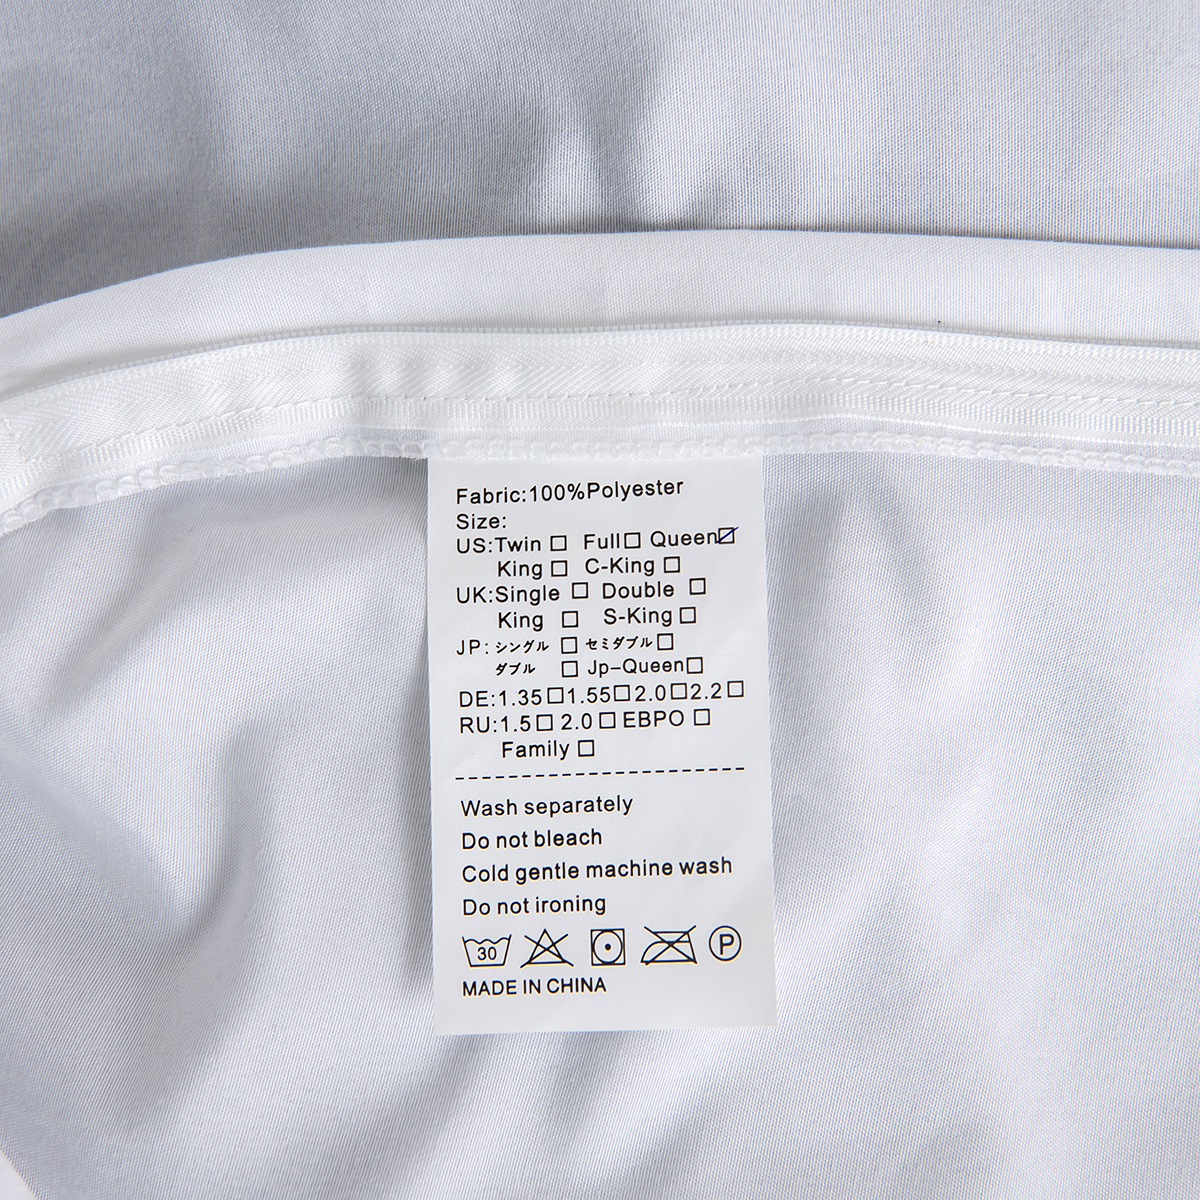 Fabric:100%Polyester
Size:
US:Twin □ Full□ Queen☑
King □ C-King □
UK:Single □ Double □
King □ S-King □
JP: シングル □ セミダブル□
ダブル □ Jp-Queen□
DE:1.35□1.55□2.0□2.2□
RU:1.5□ 2.0□ EBPO □
Family □
Wash separately
Do not bleach
Cold gentle machine wash
Do not ironing
30 P
MADE IN CHINA